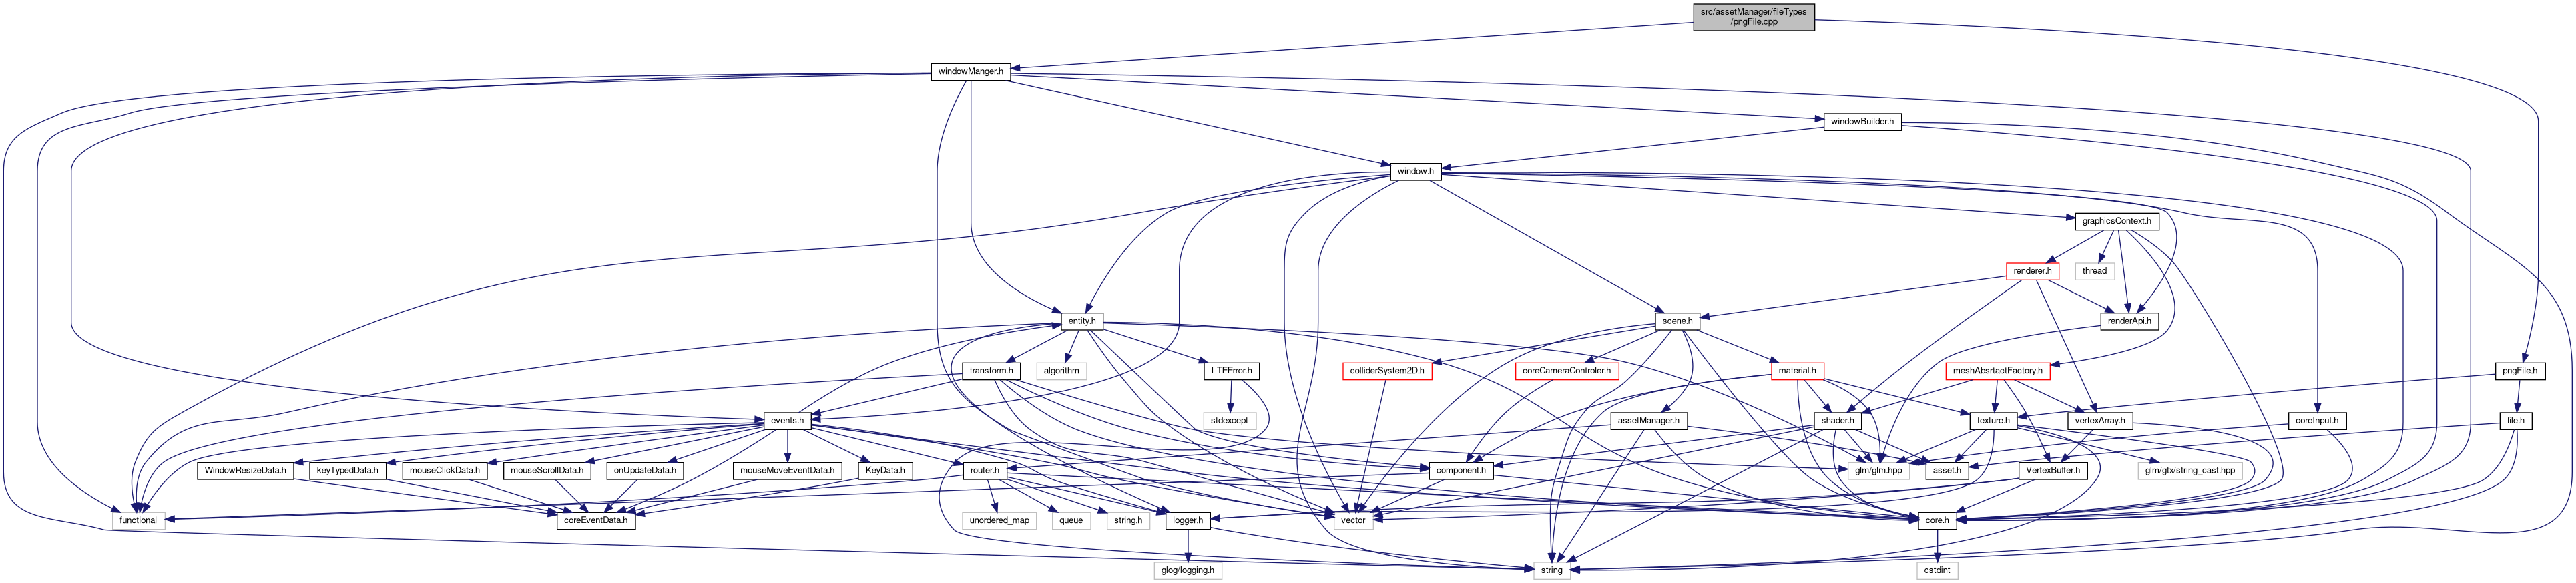 src/assetManager/fileTypes
/pngFile.cpp
windowManger.h
windowBuilder.h
window.h
graphicsContext.h
renderer.h
thread
entity.h
scene.h
renderApi.h
transform.h
algorithm
LTEError.h
colliderSystem2D.h
coreCameraControler.h
material.h
meshAbsrtactFactory.h
pngFile.h
events.h
stdexcept
assetManager.h
shader.h
texture.h
vertexArray.h
coreInput.h
file.h
WindowResizeData.h
keyTypedData.h
mouseClickData.h
mouseScrollData.h
onUpdateData.h
mouseMoveEventData.h
KeyData.h
router.h
component.h
glm/glm.hpp
asset.h
VertexBuffer.h
glm/gtx/string_cast.hpp
functional
coreEventData.h
unordered_map
queue
string.h
logger.h
vector
core.h
glog/logging.h
string
cstdint